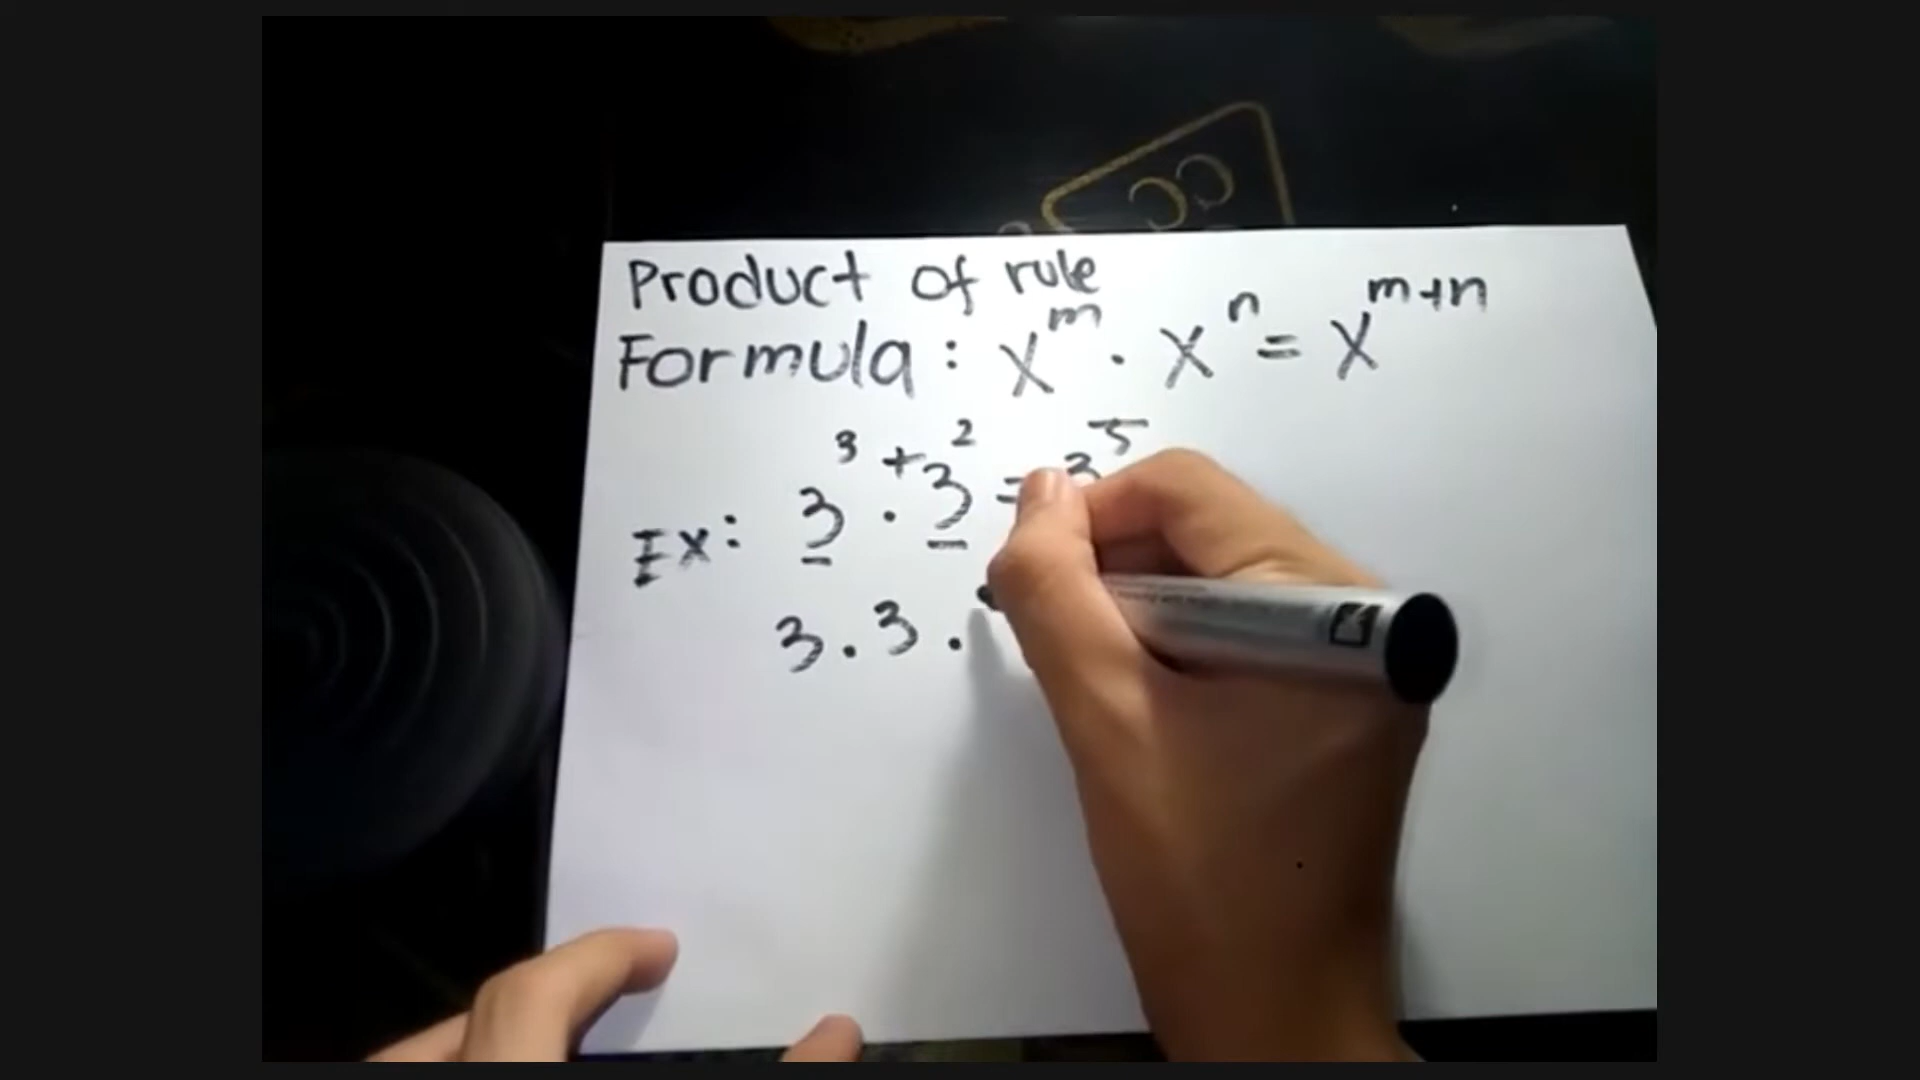 Product of rule
Formula: x^m · x^n = x^m+n
Ex: 3^3 · + 3^2 = 3^5
3 . 3 .